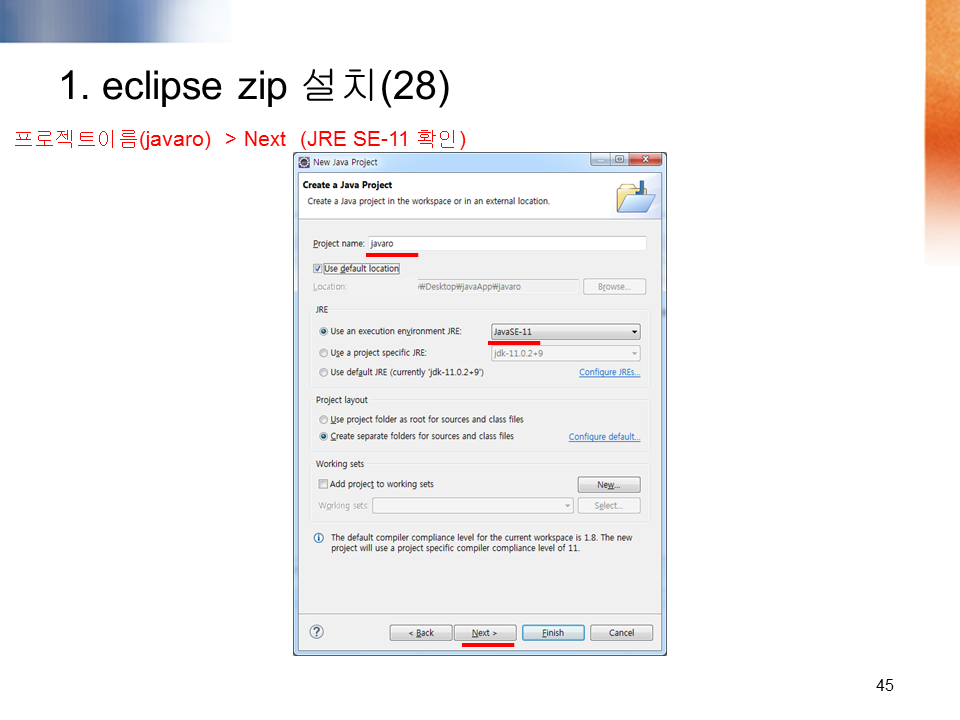 1. eclipse zip 설치(28)
프로젝트이름(javaro) > Next (JRE SE-11 확인)
New Java Project
Create a Java Project
Create a Java project in the workspace or in an external location.
Project name: javaro
Use default location
Location: ₩Desktop₩javaApp₩javaro Browse...
JRE
Use an execution environment JRE: JavaSE-11
Use a project specific JRE: jdk-11.0.2+9
Use default JRE (currently 'jdk-11.0.2+9') Configure JREs...
Project layout
Use project folder as root for sources and class files
Create separate folders for sources and class files Configure default...
Working sets
Add project to working sets New...
Working sets: Select...
The default compiler compliance level for the current workspace is 1.8. The new
project will use a project specific compiler compliance level of 11.
? < Back Next > Finish Cancel
45